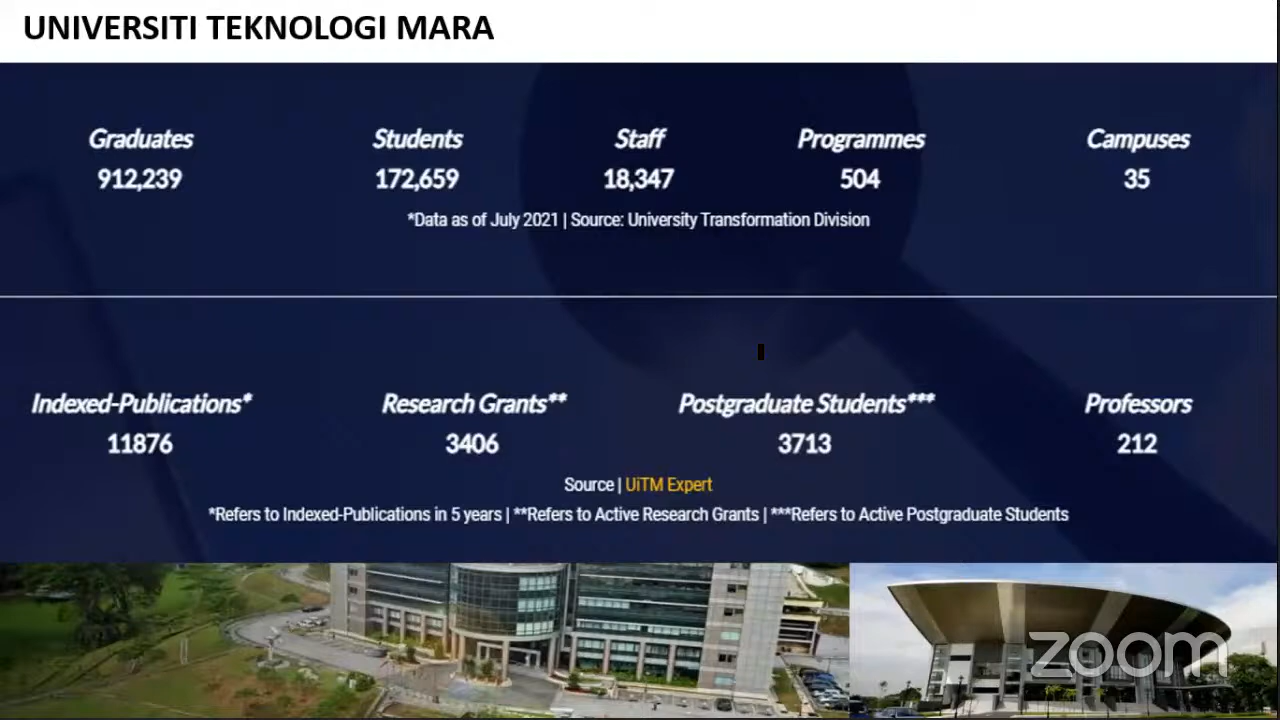 UNIVERSITI TEKNOLOGI MARA
Graduates Students Staff Programmes Campuses
912,239 172,659 18,347 504 35
*Data as of July 2021 | Source: University Transformation Division
Indexed-Publications* Research Grants** Postgraduate Students*** Professors
11876 3406 3713 212
Source | UiTM Expert
*Refers to Indexed-Publications in 5 years | **Refers to Active Research Grants | ***Refers to Active Postgraduate Students
zoom